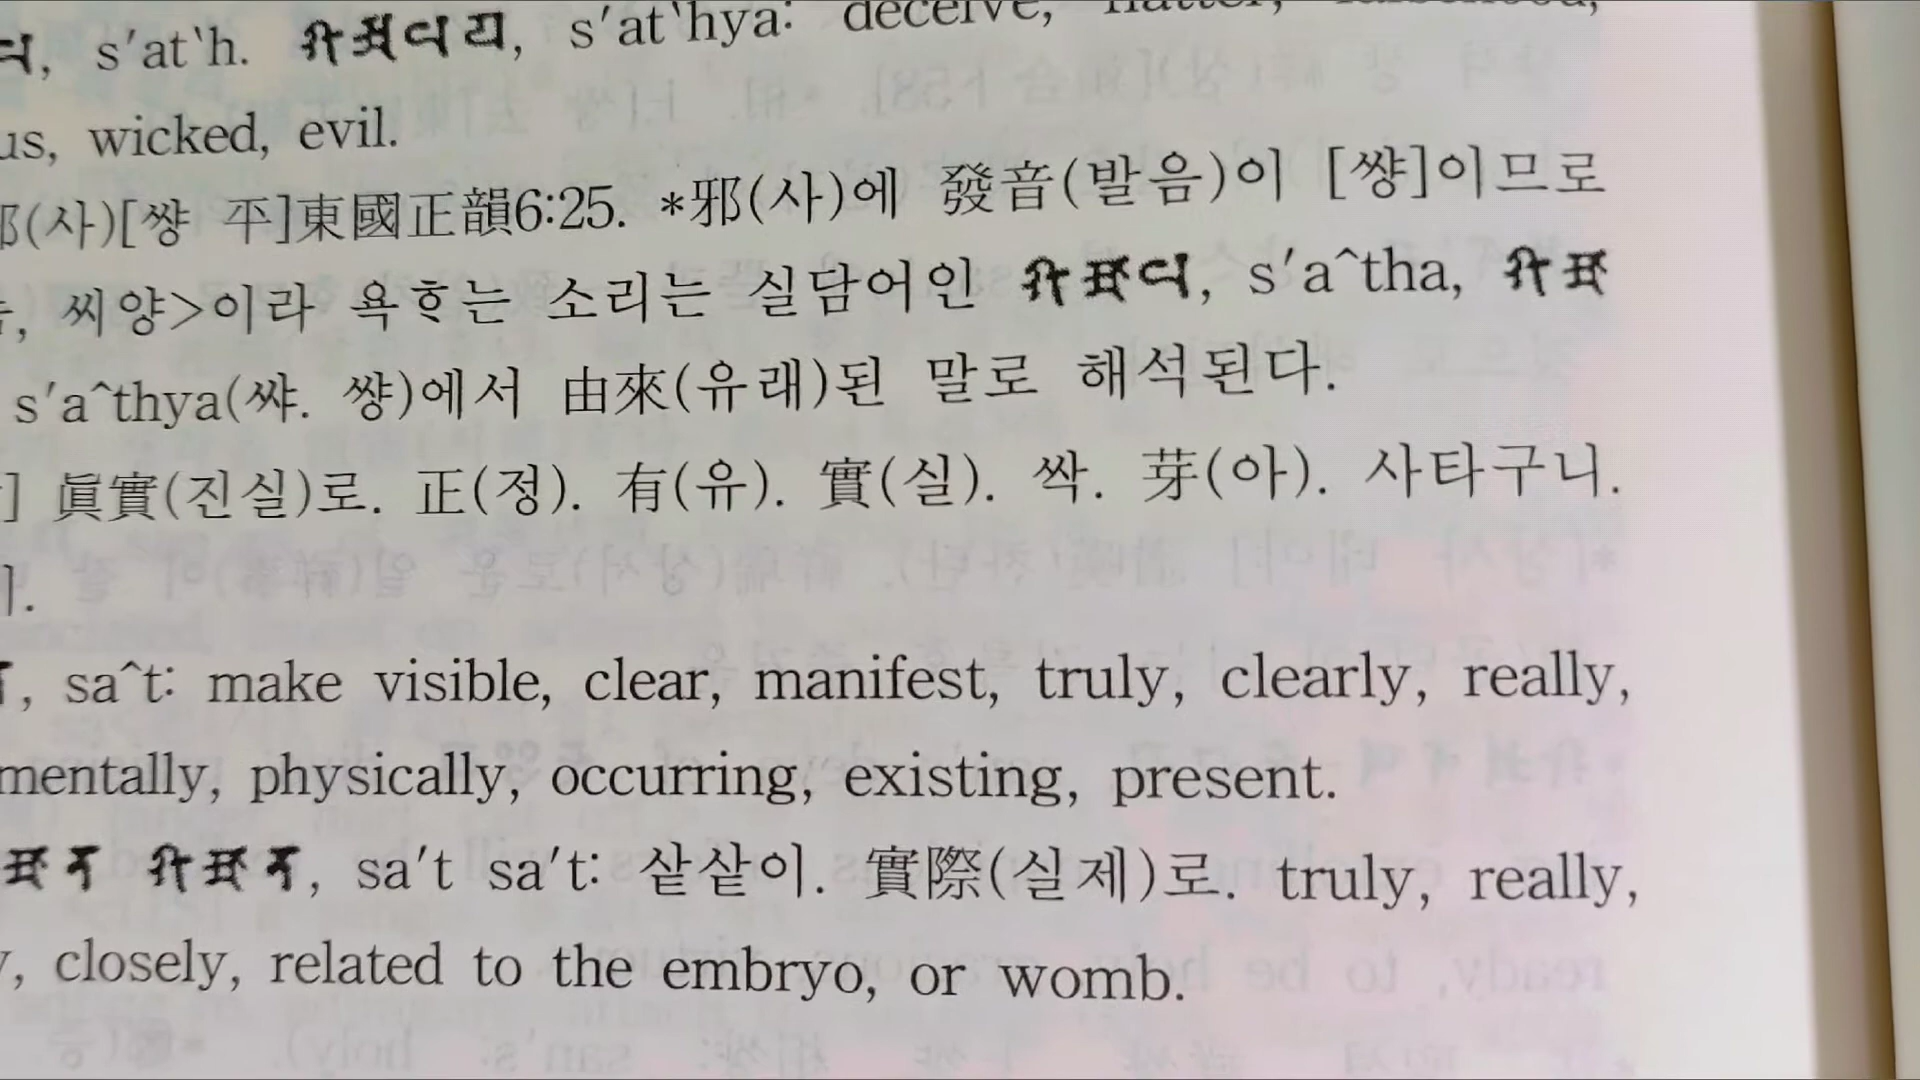 s′at‵h. s′at‵hya: deceive,
us, wicked, evil.
(사)[쌍 平]東國正韻6:25. *邪(사)에 發音(발음)이 [썅]이므로
, 씨양>이라 욕ᄒᆞ는 소리는 실담어인 , s′a^tha,
s′a^thya(쌰. 썅)에서 由來(유래)된 말로 해석된다.
] 眞實(진실)로. 正(정). 有(유). 實(실). 싹. 芽(아). 사타구니.
, sa^t: make visible, clear, manifest, truly, clearly, really,
mentally, physically, occurring, existing, present.
, sa′t sa′t: 샅샅이. 實際(실제)로. truly, really,
, closely, related to the embryo, or womb.